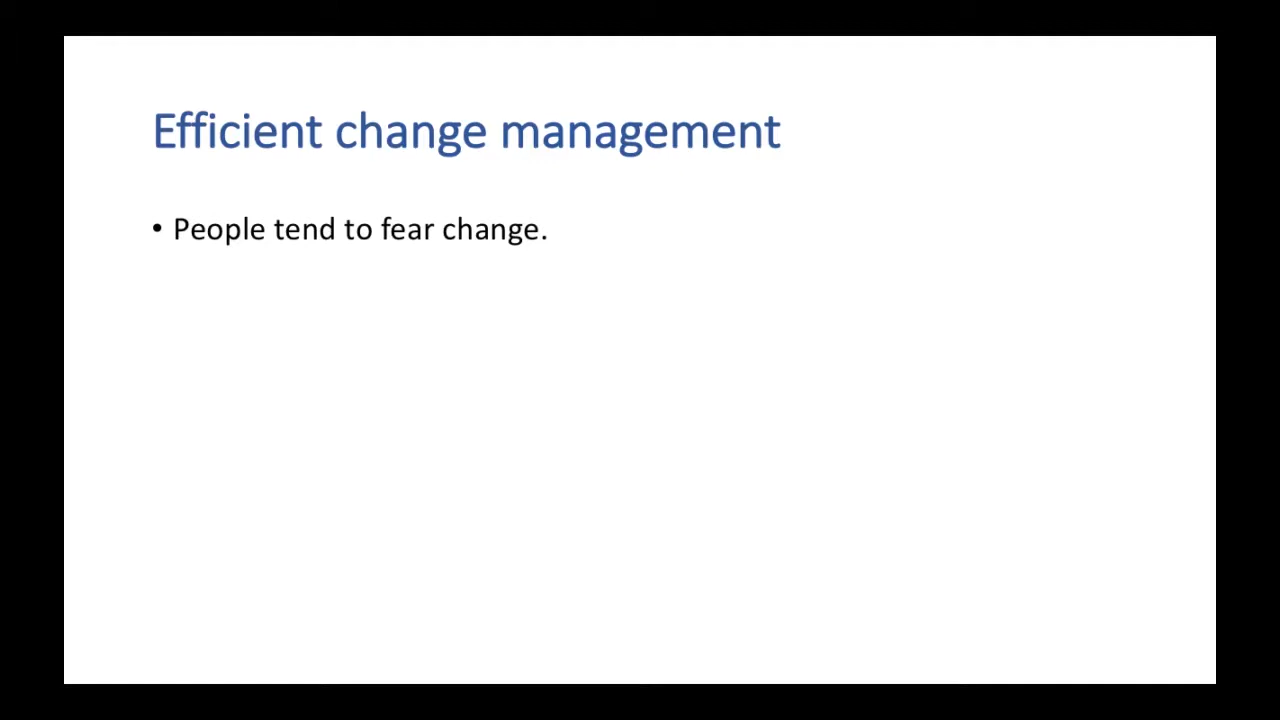 Efficient change management
• People tend to fear change.